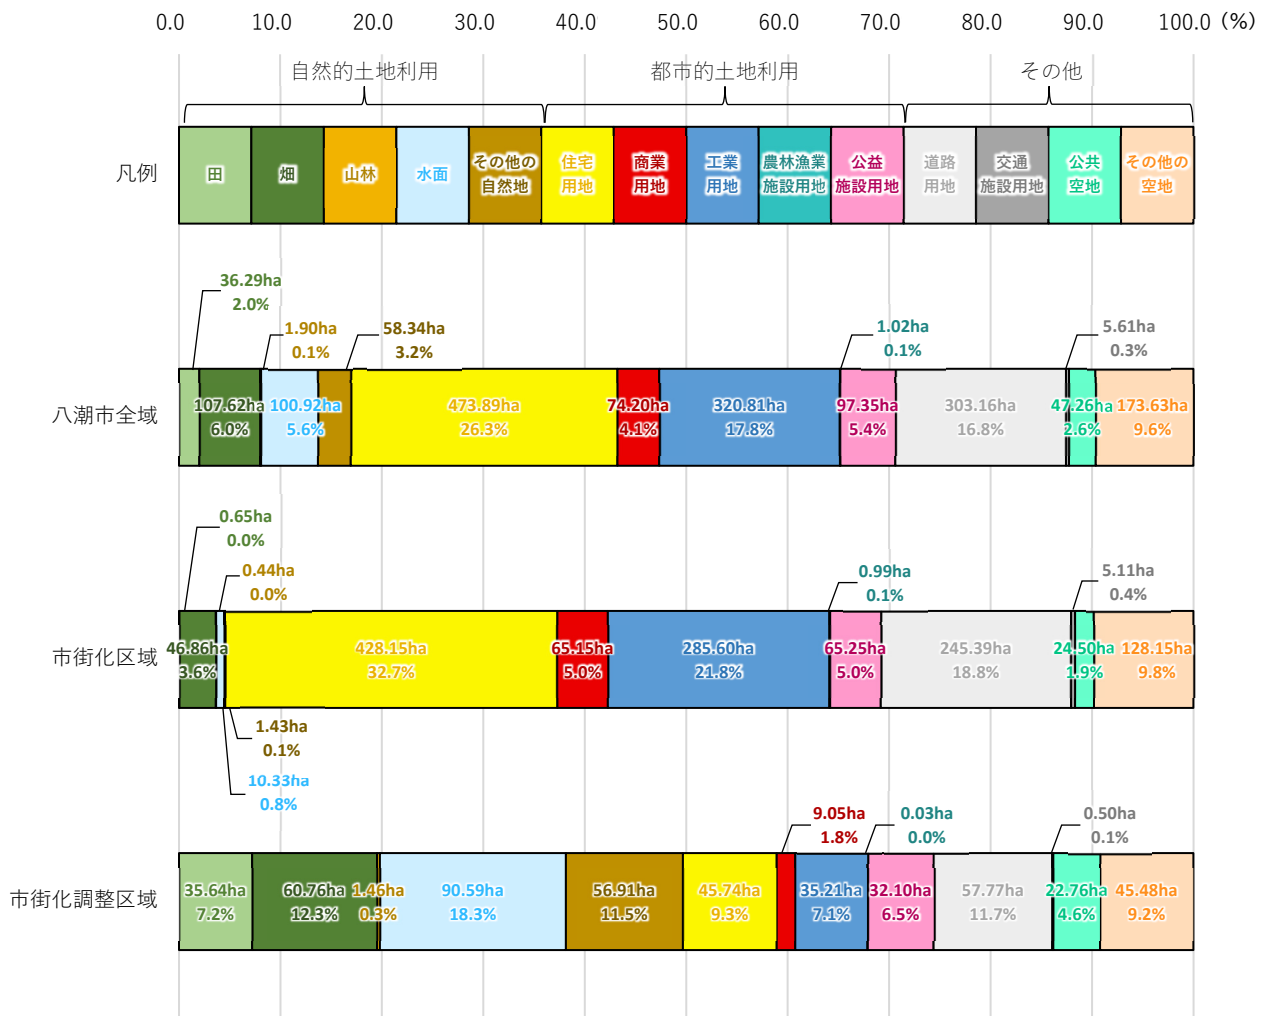 0.0 10.0 20.0 30.0 40.0 50.0 60.0 70.0 80.0 90.0 100.0 (%)
自然的土地利用 都市的土地利用 その他
凡例
田
畑
山林
水面
その他の
自然地
住宅
用地
商業
用地
工業
用地
農林漁業
施設用地
公益
施設用地
道路
用地
交通
施設用地
公共
空地
その他の
空地
八潮市全域
36.29ha
2.0%
107.62ha
6.0%
1.90ha
0.1%
100.92ha
5.6%
58.34ha
3.2%
473.89ha
26.3%
74.20ha
4.1%
320.81ha
17.8%
1.02ha
0.1%
97.35ha
5.4%
303.16ha
16.8%
5.61ha
0.3%
47.26ha
2.6%
173.63ha
9.6%
市街化区域
0.65ha
0.0%
46.86ha
3.6%
0.44ha
0.0%
10.33ha
0.8%
1.43ha
0.1%
428.15ha
32.7%
65.15ha
5.0%
285.60ha
21.8%
0.99ha
0.1%
65.25ha
5.0%
245.39ha
18.8%
5.11ha
0.4%
24.50ha
1.9%
128.15ha
9.8%
市街化調整区域
35.64ha
7.2%
60.76ha
12.3%
1.46ha
0.3%
90.59ha
18.3%
56.91ha
11.5%
45.74ha
9.3%
9.05ha
1.8%
35.21ha
7.1%
0.03ha
0.0%
32.10ha
6.5%
57.77ha
11.7%
0.50ha
0.1%
22.76ha
4.6%
45.48ha
9.2%